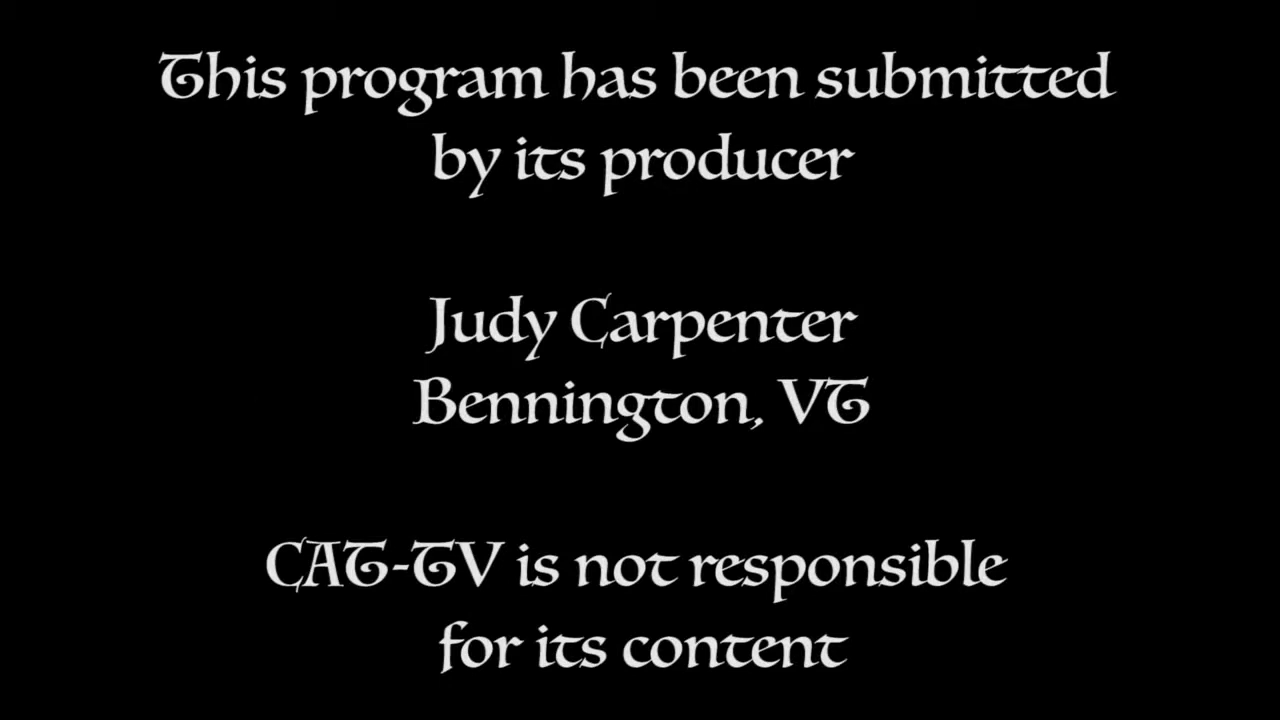 This program has been submitted
by its producer
Judy Carpenter
Bennington, VT
CAT-TV is not responsible
for its content